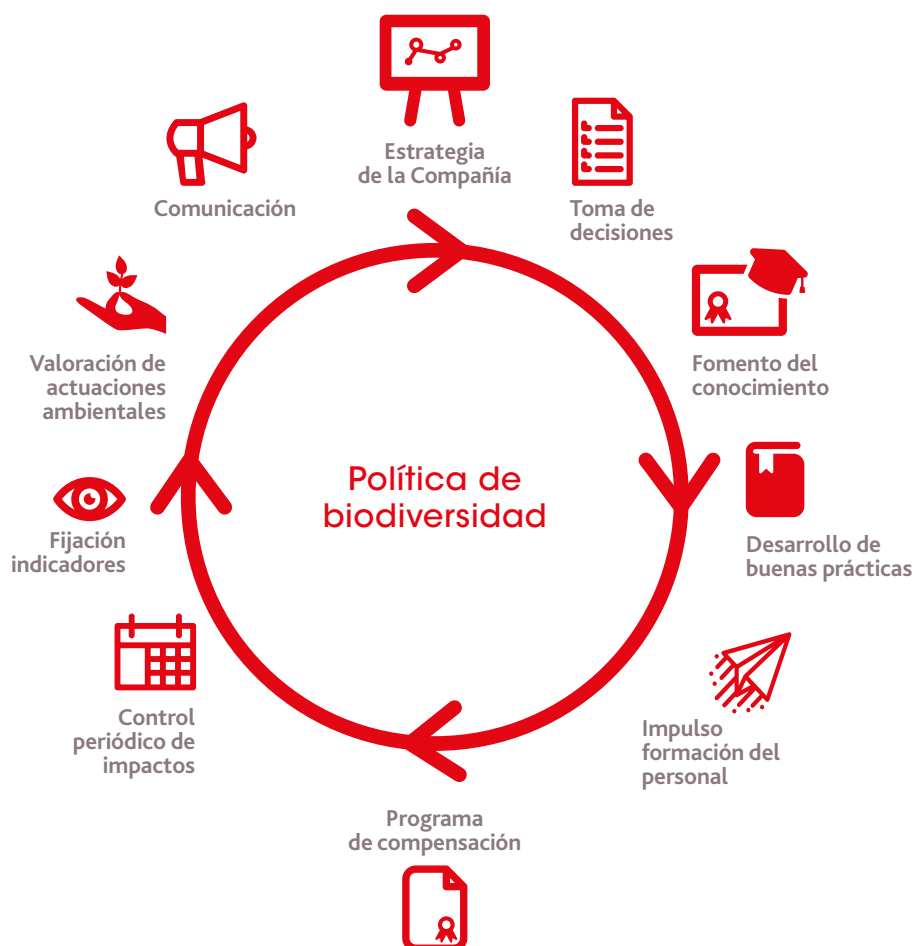 Estrategia
de la Compañía
Toma de
decisiones
Fomento del
conocimiento
Desarrollo de
buenas prácticas
Impulso
formación del
personal
Programa
de compensación
Control
periódico de
impactos
Fijación
indicadores
Valoración de
actuaciones
ambientales
Comunicación
Política de
biodiversidad